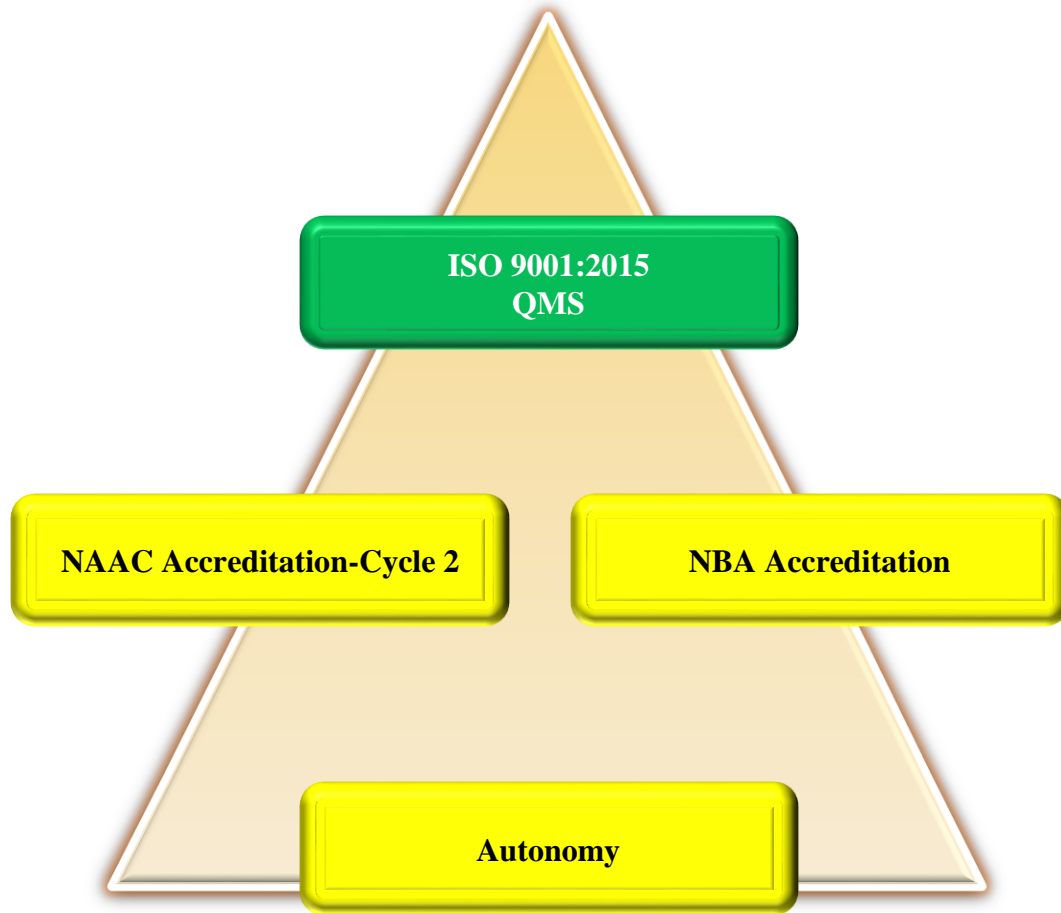 ISO 9001:2015
QMS
NAAC Accreditation-Cycle 2
NBA Accreditation
Autonomy